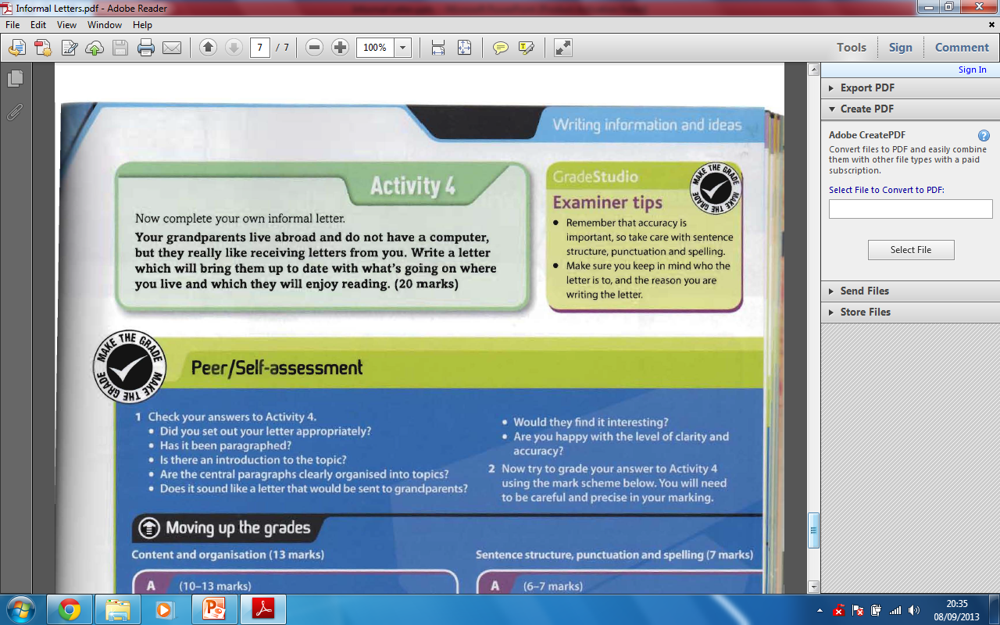 Informal Letters.pdf - Adobe Reader
File Edit View Window Help
7 / 7
100%
Tools Sign Comment
Sign In
Export PDF
Create PDF
Adobe CreatePDF
Convert files to PDF and easily combine
them with other file types with a paid
subscription.
Select File to Convert to PDF:
Select File
Send Files
Store Files
Writing information and ideas
Activity 4
Now complete your own informal letter.
Your grandparents live abroad and do not have a computer,
but they really like receiving letters from you. Write a letter
which will bring them up to date with what's going on where
you live and which they will enjoy reading. (20 marks)
GradeStudio
MAKE THE GRADE MAKE THE GRADE
Examiner tips
• Remember that accuracy is
important, so take care with sentence
structure, punctuation and spelling.
• Make sure you keep in mind who the
letter is to, and the reason you are
writing the letter.
MAKE THE GRADE MAKE THE GRADE
Peer/Self-assessment
1 Check your answers to Activity 4.
• Did you set out your letter appropriately?
• Has it been paragraphed?
• Is there an introduction to the topic?
• Are the central paragraphs clearly organised into topics?
• Does it sound like a letter that would be sent to grandparents?
• Would they find it interesting?
• Are you happy with the level of clarity and
accuracy?
2 Now try to grade your answer to Activity 4
using the mark scheme below. You will need
to be careful and precise in your marking.
Moving up the grades
Content and organisation (13 marks)
A (10–13 marks)
Sentence structure, punctuation and spelling (7 marks)
A (6–7 marks)
20:35
08/09/2013